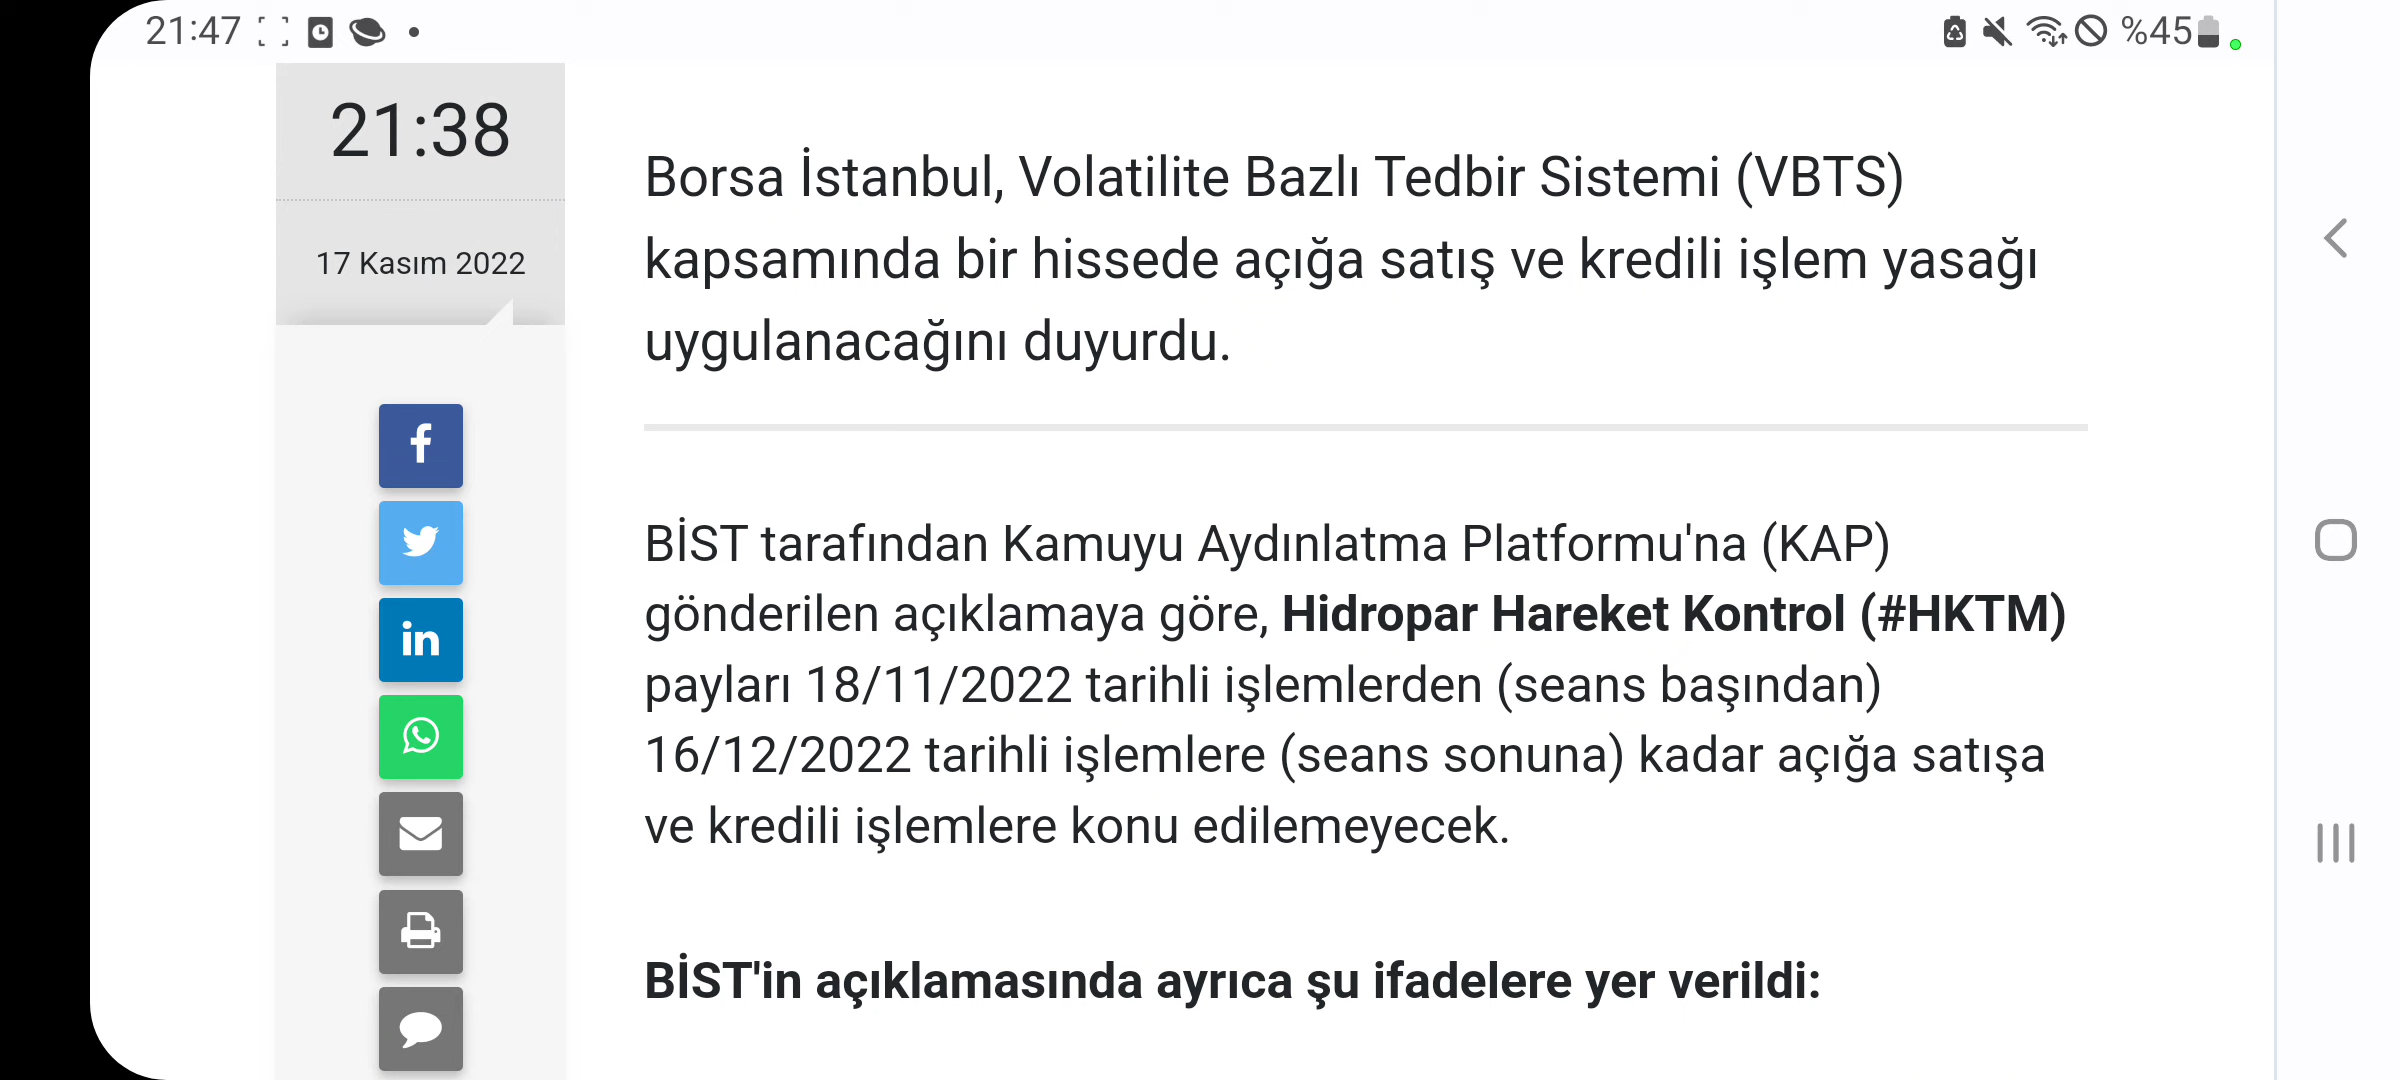 21:47
%45
21:38
17 Kasım 2022
Borsa İstanbul, Volatilite Bazlı Tedbir Sistemi (VBTS)
kapsamında bir hissede açığa satış ve kredili işlem yasağı
uygulanacağını duyurdu.
BİST tarafından Kamuyu Aydınlatma Platformu'na (KAP)
gönderilen açıklamaya göre, Hidropar Hareket Kontrol (#HKTM)
payları 18/11/2022 tarihli işlemlerden (seans başından)
16/12/2022 tarihli işlemlere (seans sonuna) kadar açığa satışa
ve kredili işlemlere konu edilemeyecek.
BİST'in açıklamasında ayrıca şu ifadelere yer verildi: